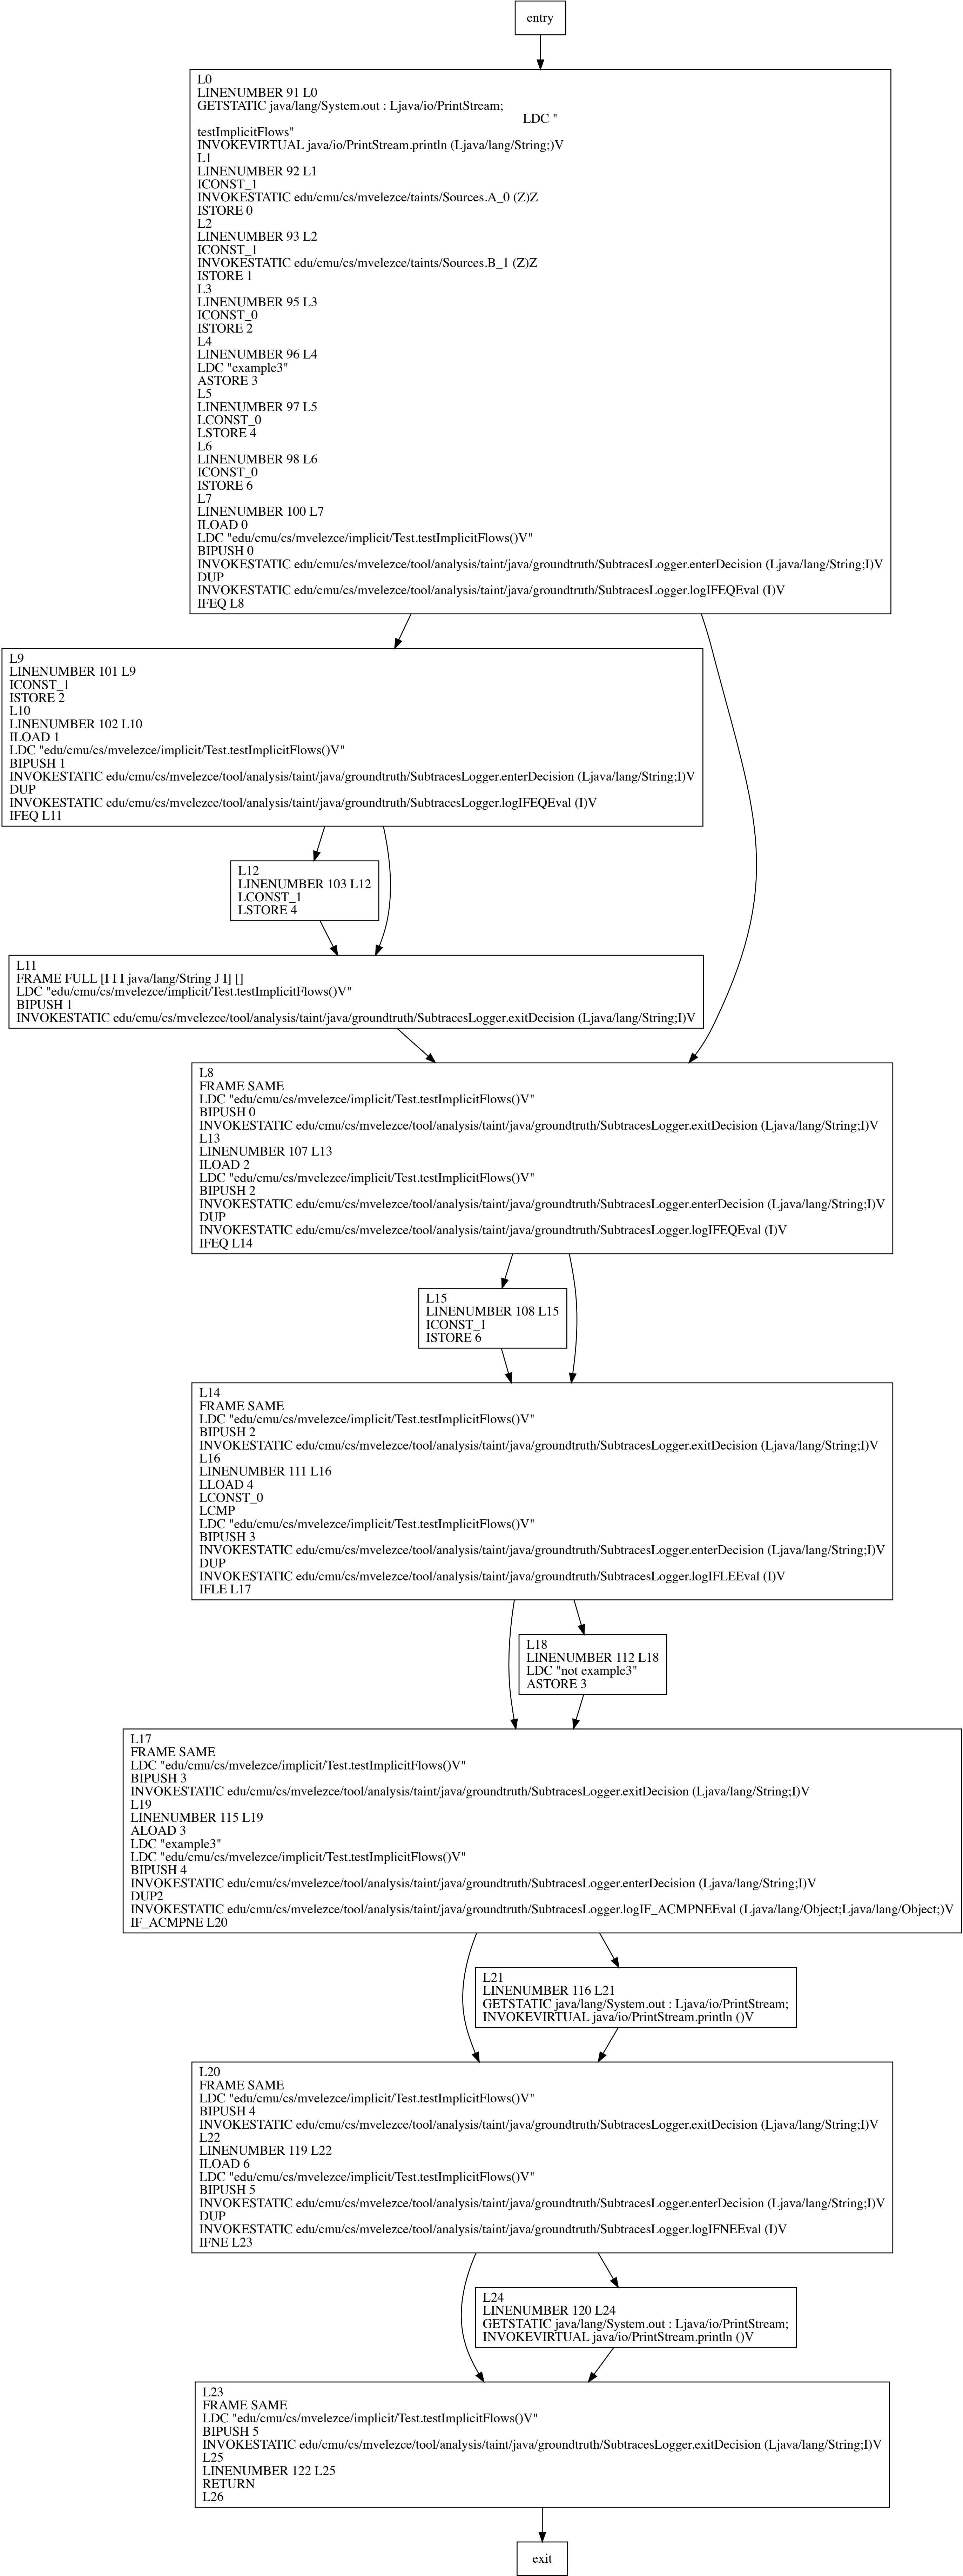 entry
L0
LINENUMBER 91 L0
GETSTATIC java/lang/System.out : Ljava/io/PrintStream;
LDC "
testImplicitFlows"
INVOKEVIRTUAL java/io/PrintStream.println (Ljava/lang/String;)V
L1
LINENUMBER 92 L1
ICONST_1
INVOKESTATIC edu/cmu/cs/mvelezce/taints/Sources.A_0 (Z)Z
ISTORE 0
L2
LINENUMBER 93 L2
ICONST_1
INVOKESTATIC edu/cmu/cs/mvelezce/taints/Sources.B_1 (Z)Z
ISTORE 1
L3
LINENUMBER 95 L3
ICONST_0
ISTORE 2
L4
LINENUMBER 96 L4
LDC "example3"
ASTORE 3
L5
LINENUMBER 97 L5
LCONST_0
LSTORE 4
L6
LINENUMBER 98 L6
ICONST_0
ISTORE 6
L7
LINENUMBER 100 L7
ILOAD 0
LDC "edu/cmu/cs/mvelezce/implicit/Test.testImplicitFlows()V"
BIPUSH 0
INVOKESTATIC edu/cmu/cs/mvelezce/tool/analysis/taint/java/groundtruth/SubtracesLogger.enterDecision (Ljava/lang/String;I)V
DUP
INVOKESTATIC edu/cmu/cs/mvelezce/tool/analysis/taint/java/groundtruth/SubtracesLogger.logIFEQEval (I)V
IFEQ L8
L9
LINENUMBER 101 L9
ICONST_1
ISTORE 2
L10
LINENUMBER 102 L10
ILOAD 1
LDC "edu/cmu/cs/mvelezce/implicit/Test.testImplicitFlows()V"
BIPUSH 1
INVOKESTATIC edu/cmu/cs/mvelezce/tool/analysis/taint/java/groundtruth/SubtracesLogger.enterDecision (Ljava/lang/String;I)V
DUP
INVOKESTATIC edu/cmu/cs/mvelezce/tool/analysis/taint/java/groundtruth/SubtracesLogger.logIFEQEval (I)V
IFEQ L11
L12
LINENUMBER 103 L12
LCONST_1
LSTORE 4
L11
FRAME FULL [I I I java/lang/String J I] []
LDC "edu/cmu/cs/mvelezce/implicit/Test.testImplicitFlows()V"
BIPUSH 1
INVOKESTATIC edu/cmu/cs/mvelezce/tool/analysis/taint/java/groundtruth/SubtracesLogger.exitDecision (Ljava/lang/String;I)V
L8
FRAME SAME
LDC "edu/cmu/cs/mvelezce/implicit/Test.testImplicitFlows()V"
BIPUSH 0
INVOKESTATIC edu/cmu/cs/mvelezce/tool/analysis/taint/java/groundtruth/SubtracesLogger.exitDecision (Ljava/lang/String;I)V
L13
LINENUMBER 107 L13
ILOAD 2
LDC "edu/cmu/cs/mvelezce/implicit/Test.testImplicitFlows()V"
BIPUSH 2
INVOKESTATIC edu/cmu/cs/mvelezce/tool/analysis/taint/java/groundtruth/SubtracesLogger.enterDecision (Ljava/lang/String;I)V
DUP
INVOKESTATIC edu/cmu/cs/mvelezce/tool/analysis/taint/java/groundtruth/SubtracesLogger.logIFEQEval (I)V
IFEQ L14
L15
LINENUMBER 108 L15
ICONST_1
ISTORE 6
L14
FRAME SAME
LDC "edu/cmu/cs/mvelezce/implicit/Test.testImplicitFlows()V"
BIPUSH 2
INVOKESTATIC edu/cmu/cs/mvelezce/tool/analysis/taint/java/groundtruth/SubtracesLogger.exitDecision (Ljava/lang/String;I)V
L16
LINENUMBER 111 L16
LLOAD 4
LCONST_0
LCMP
LDC "edu/cmu/cs/mvelezce/implicit/Test.testImplicitFlows()V"
BIPUSH 3
INVOKESTATIC edu/cmu/cs/mvelezce/tool/analysis/taint/java/groundtruth/SubtracesLogger.enterDecision (Ljava/lang/String;I)V
DUP
INVOKESTATIC edu/cmu/cs/mvelezce/tool/analysis/taint/java/groundtruth/SubtracesLogger.logIFLEEval (I)V
IFLE L17
L18
LINENUMBER 112 L18
LDC "not example3"
ASTORE 3
L17
FRAME SAME
LDC "edu/cmu/cs/mvelezce/implicit/Test.testImplicitFlows()V"
BIPUSH 3
INVOKESTATIC edu/cmu/cs/mvelezce/tool/analysis/taint/java/groundtruth/SubtracesLogger.exitDecision (Ljava/lang/String;I)V
L19
LINENUMBER 115 L19
ALOAD 3
LDC "example3"
LDC "edu/cmu/cs/mvelezce/implicit/Test.testImplicitFlows()V"
BIPUSH 4
INVOKESTATIC edu/cmu/cs/mvelezce/tool/analysis/taint/java/groundtruth/SubtracesLogger.enterDecision (Ljava/lang/String;I)V
DUP2
INVOKESTATIC edu/cmu/cs/mvelezce/tool/analysis/taint/java/groundtruth/SubtracesLogger.logIF_ACMPNEEval (Ljava/lang/Object;Ljava/lang/Object;)V
IF_ACMPNE L20
L21
LINENUMBER 116 L21
GETSTATIC java/lang/System.out : Ljava/io/PrintStream;
INVOKEVIRTUAL java/io/PrintStream.println ()V
L20
FRAME SAME
LDC "edu/cmu/cs/mvelezce/implicit/Test.testImplicitFlows()V"
BIPUSH 4
INVOKESTATIC edu/cmu/cs/mvelezce/tool/analysis/taint/java/groundtruth/SubtracesLogger.exitDecision (Ljava/lang/String;I)V
L22
LINENUMBER 119 L22
ILOAD 6
LDC "edu/cmu/cs/mvelezce/implicit/Test.testImplicitFlows()V"
BIPUSH 5
INVOKESTATIC edu/cmu/cs/mvelezce/tool/analysis/taint/java/groundtruth/SubtracesLogger.enterDecision (Ljava/lang/String;I)V
DUP
INVOKESTATIC edu/cmu/cs/mvelezce/tool/analysis/taint/java/groundtruth/SubtracesLogger.logIFNEEval (I)V
IFNE L23
L24
LINENUMBER 120 L24
GETSTATIC java/lang/System.out : Ljava/io/PrintStream;
INVOKEVIRTUAL java/io/PrintStream.println ()V
L23
FRAME SAME
LDC "edu/cmu/cs/mvelezce/implicit/Test.testImplicitFlows()V"
BIPUSH 5
INVOKESTATIC edu/cmu/cs/mvelezce/tool/analysis/taint/java/groundtruth/SubtracesLogger.exitDecision (Ljava/lang/String;I)V
L25
LINENUMBER 122 L25
RETURN
L26
exit